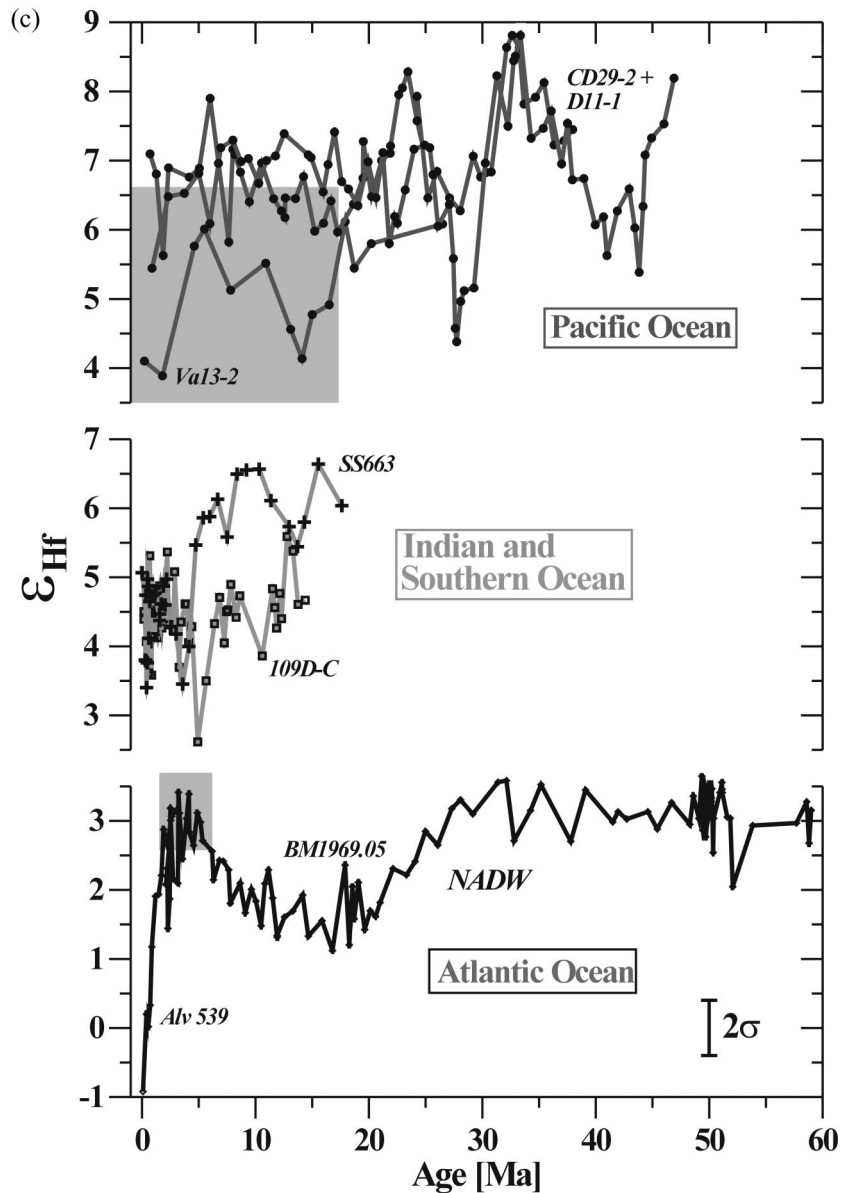 (c)
9
8
7
6
5
4
CD29-2 +
D11-1
Pacific Ocean
Va13-2
7
6
5
4
3
SS663
Indian and
Southern Ocean
109D-C
εHf
3
2
1
0
-1
BM1969.05
NADW
Atlantic Ocean
Alv 539
2σ
0 10 20 30 40 50 60
Age [Ma]